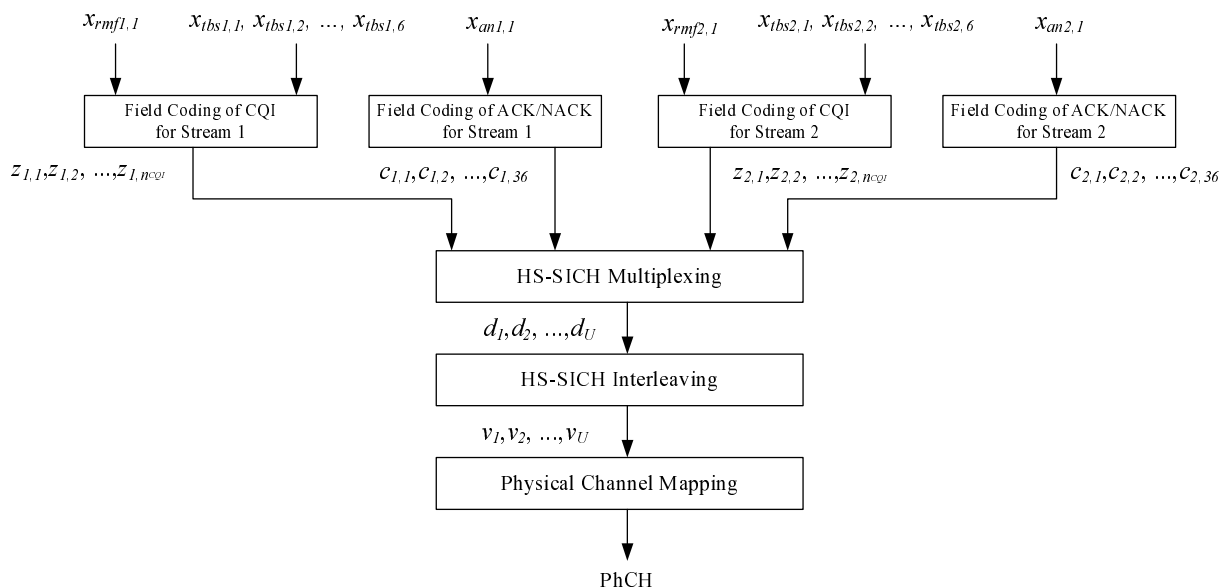 x_{rmf1,1} x_{tbs1,1}, x_{tbs1,2}, ..., x_{tbs1,6} x_{an1,1} x_{rmf2,1} x_{tbs2,1}, x_{tbs2,2}, ..., x_{tbs2,6} x_{an2,1}
Field Coding of CQI
for Stream 1
Field Coding of ACK/NACK
for Stream 1
Field Coding of CQI
for Stream 2
Field Coding of ACK/NACK
for Stream 2
z_{1,1},z_{1,2}, ...,z_{1,n_{CQI}} c_{1,1},c_{1,2}, ...,c_{1,36} z_{2,1},z_{2,2}, ...,z_{2,n_{CQI}} c_{2,1},c_{2,2}, ...,c_{2,36}
HS-SICH Multiplexing
d_1,d_2, ...,d_U
HS-SICH Interleaving
v_1,v_2, ...,v_U
Physical Channel Mapping
PhCH